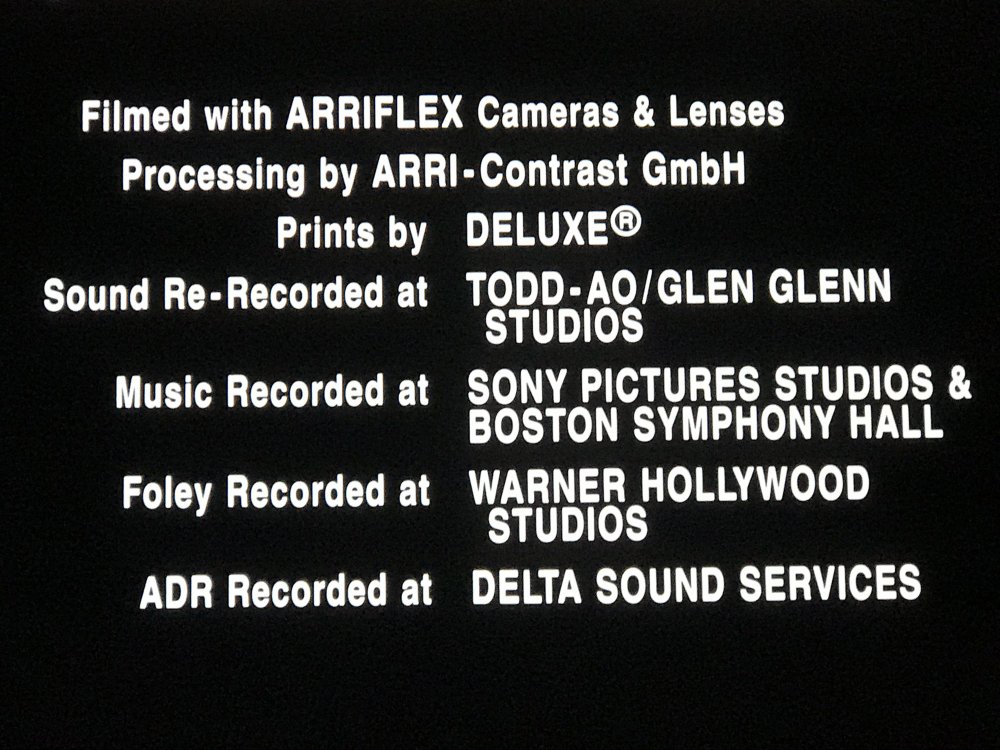 Filmed with ARRIFLEX Cameras & Lenses
Processing by ARRI-Contrast GmbH
Prints by DELUXE®
Sound Re-Recorded at TODD-AO/GLEN GLENN
STUDIOS
Music Recorded at SONY PICTURES STUDIOS &
BOSTON SYMPHONY HALL
Foley Recorded at WARNER HOLLYWOOD
STUDIOS
ADR Recorded at DELTA SOUND SERVICES